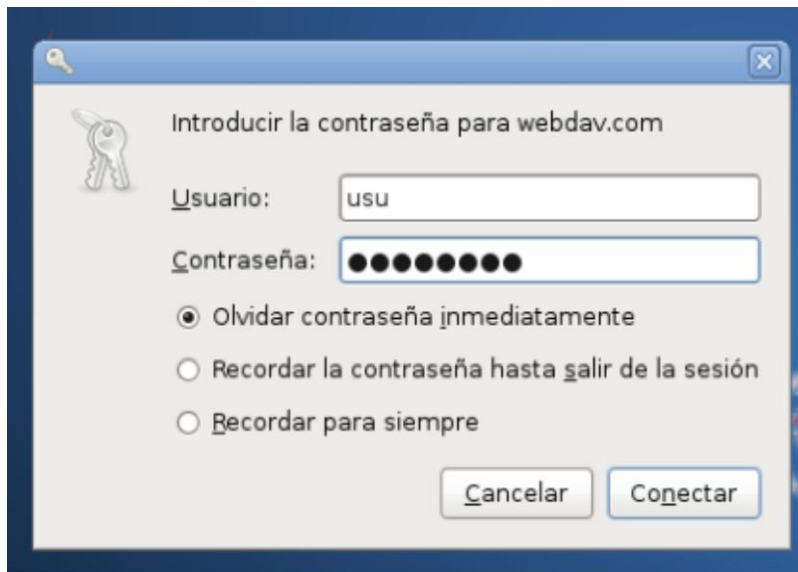 Introducir la contraseña para webdav.com
Usuario: usu
Contraseña: ●●●●●●●●
Olvidar contraseña inmediatamente
Recordar la contraseña hasta salir de la sesión
Recordar para siempre
Cancelar Conectar